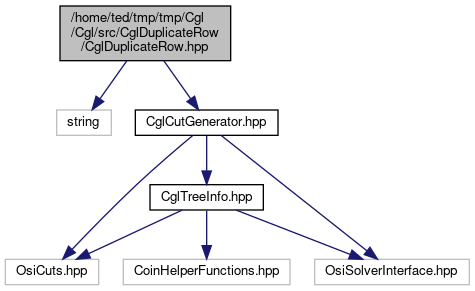 /home/ted/tmp/tmp/Cgl
/Cgl/src/CglDuplicateRow
/CglDuplicateRow.hpp
string
CglCutGenerator.hpp
CglTreeInfo.hpp
OsiCuts.hpp
CoinHelperFunctions.hpp
OsiSolverInterface.hpp